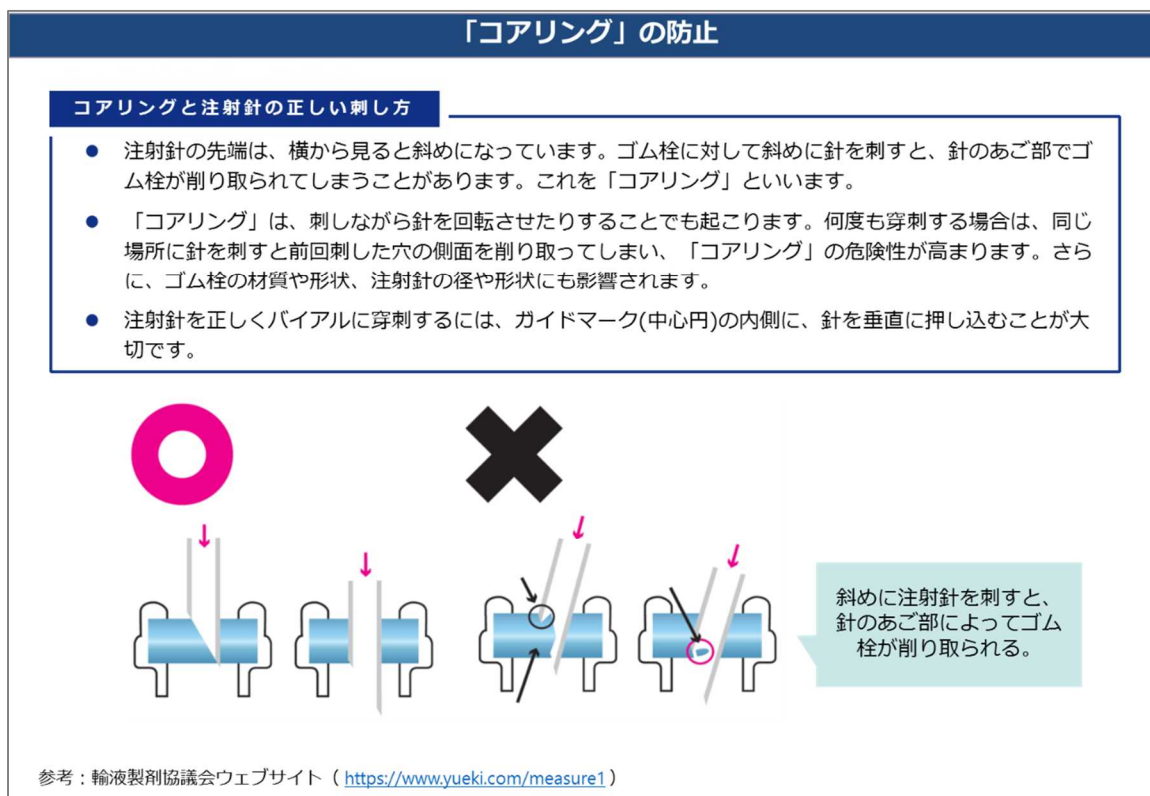 「コアリング」の防止
コアリングと注射針の正しい刺し方
● 注射針の先端は、横から見ると斜めになっています。ゴム栓に対して斜めに針を刺すと、針のあご部でゴ
ム栓が削り取られてしまうことがあります。これを「コアリング」といいます。
● 「コアリング」は、刺しながら針を回転させたりすることでも起こります。何度も穿刺する場合は、同じ
場所に針を刺すと前回刺した穴の側面を削り取ってしまい、「コアリング」の危険性が高まります。さら
に、ゴム栓の材質や形状、注射針の径や形状にも影響されます。
● 注射針を正しくバイアルに穿刺するには、ガイドマーク(中心円)の内側に、針を垂直に押し込むことが大
切です。
斜めに注射針を刺すと、
針のあご部によってゴム
栓が削り取られる。
参考：輸液製剤協議会ウェブサイト（ https://www.yueki.com/measure1 ）